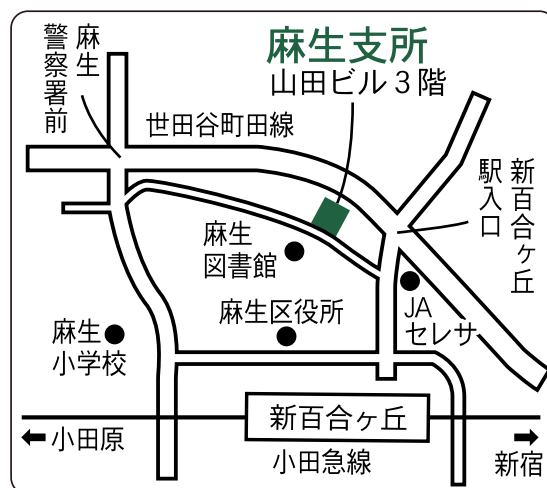 麻生支所
山田ビル3階
麻生
警察署前
世田谷町田線
新百合ヶ丘
駅入口
麻生
図書館
麻生区役所
JA
セレサ
麻生
小学校
新百合ヶ丘
小田原
小田急線
新宿